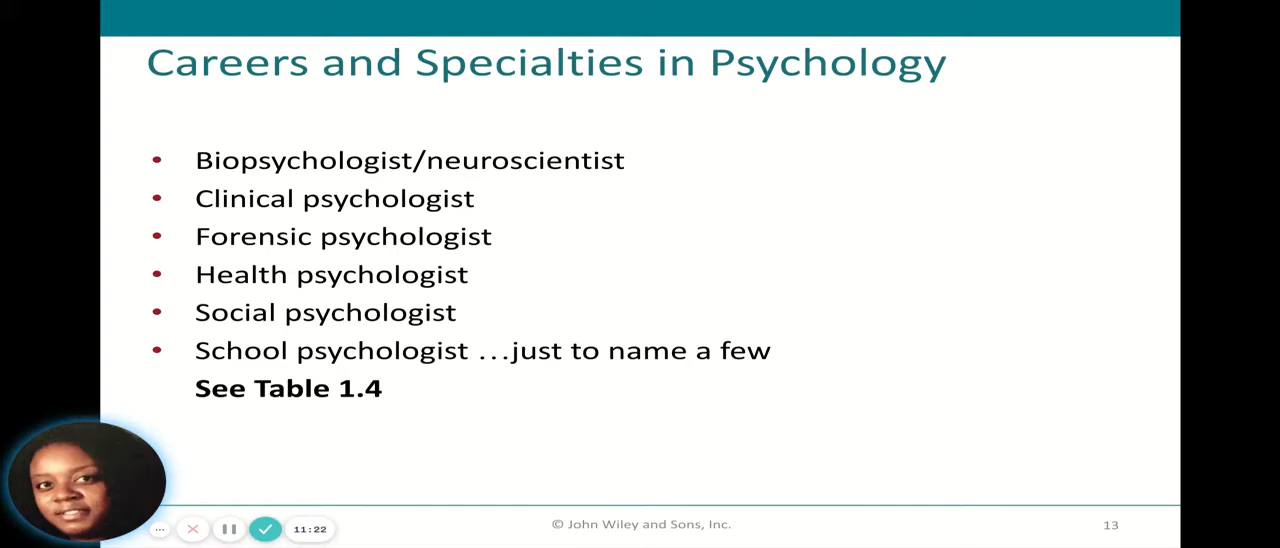 Careers and Specialties in Psychology
• Biopsychologist/neuroscientist
• Clinical psychologist
• Forensic psychologist
• Health psychologist
• Social psychologist
• School psychologist …just to name a few
See Table 1.4
11:22
© John Wiley and Sons, Inc.
13